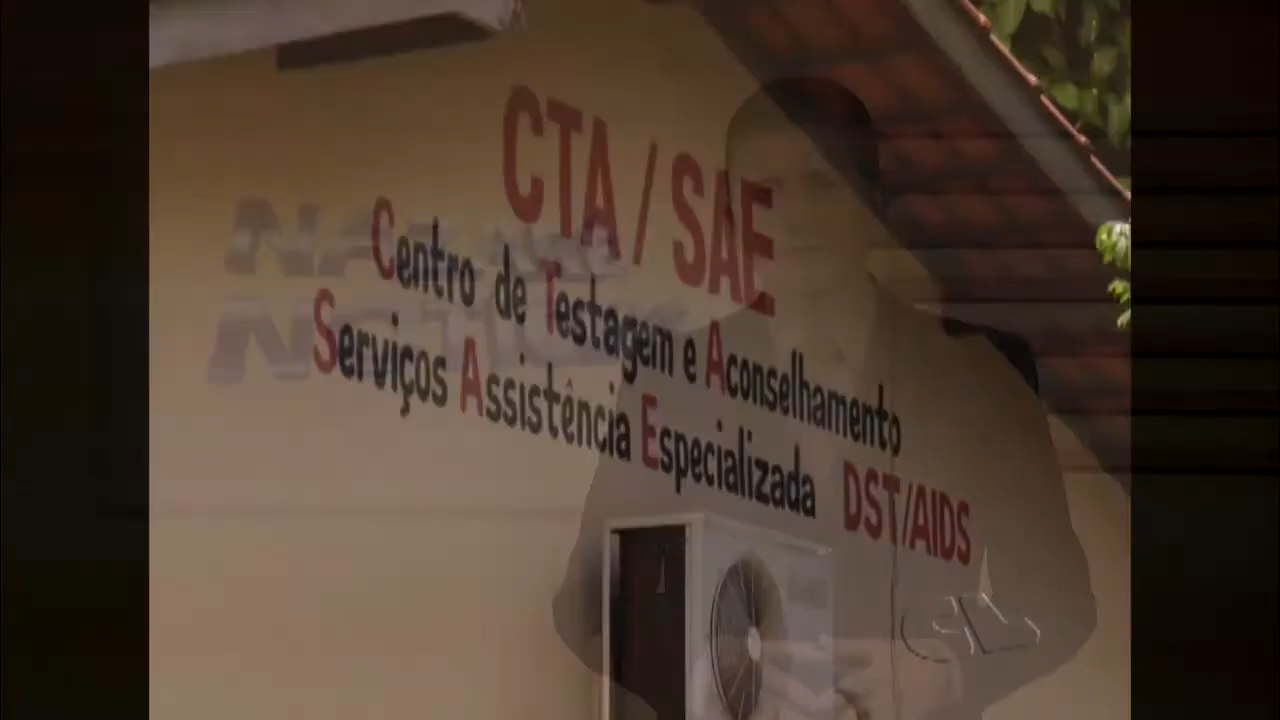 CTA / SAE
Centro de Testagem e Aconselhamento
Serviços Assistência Especializada DST/AIDS